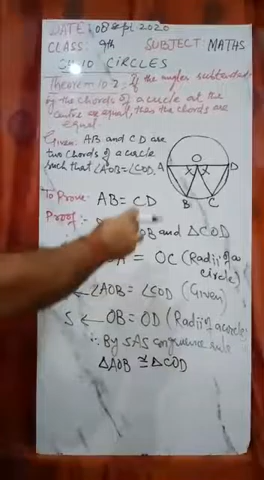 DATE: 08 Sept 2020
CLASS: 9th SUBJECT: MATHS
CH-10 CIRCLES
Theorem 10.2: If the angles subtended
by the chords of a circle at the
centre are equal, then the chords are
equal.
Given: AB and CD are
two chords of a circle
such that ∠AOB=∠COD.
O
A D
B C
To Prove: AB = CD
Proof:-
OB and ΔCOD
A = OC (Radii of a
circle)
∠AOB=∠COD (Given)
S ← OB = OD (Radii of a circle)
∴ By SAS congruence rule
ΔAOB ≅ ΔCOD